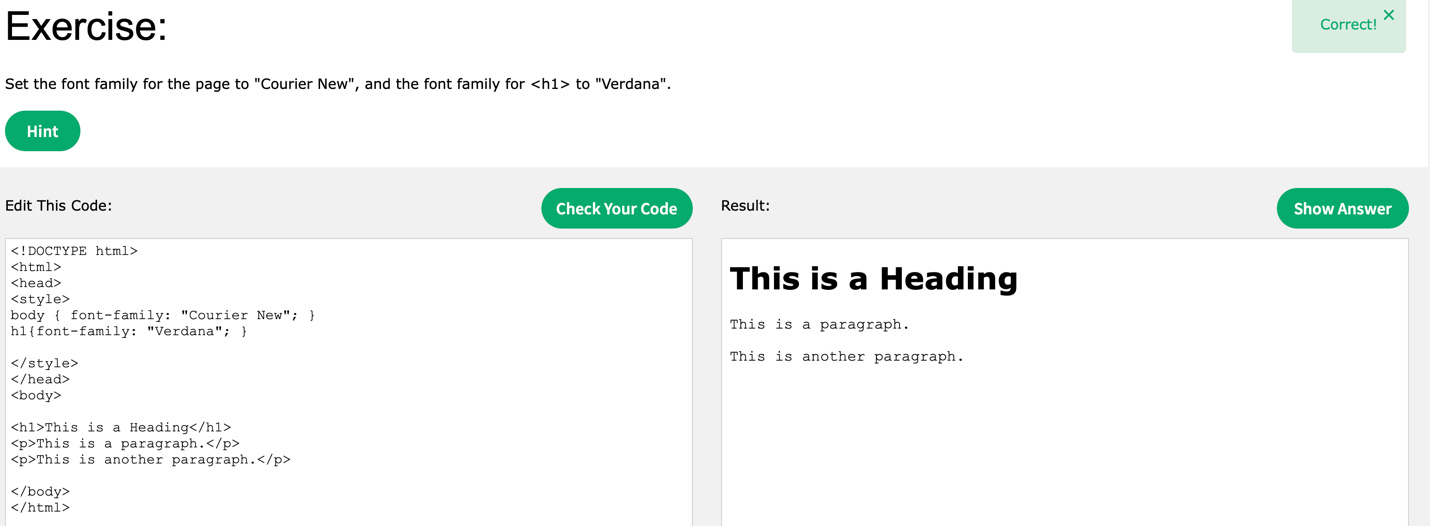 Exercise:
Correct!
×
Set the font family for the page to "Courier New", and the font family for <h1> to "Verdana".
Hint
Edit This Code:
Check Your Code
<!DOCTYPE html>
<html>
<head>
<style>
body { font-family: "Courier New"; }
h1{font-family: "Verdana"; }
</style>
</head>
<body>
<h1>This is a Heading</h1>
<p>This is a paragraph.</p>
<p>This is another paragraph.</p>
</body>
</html>
Result:
Show Answer
This is a Heading
This is a paragraph.
This is another paragraph.